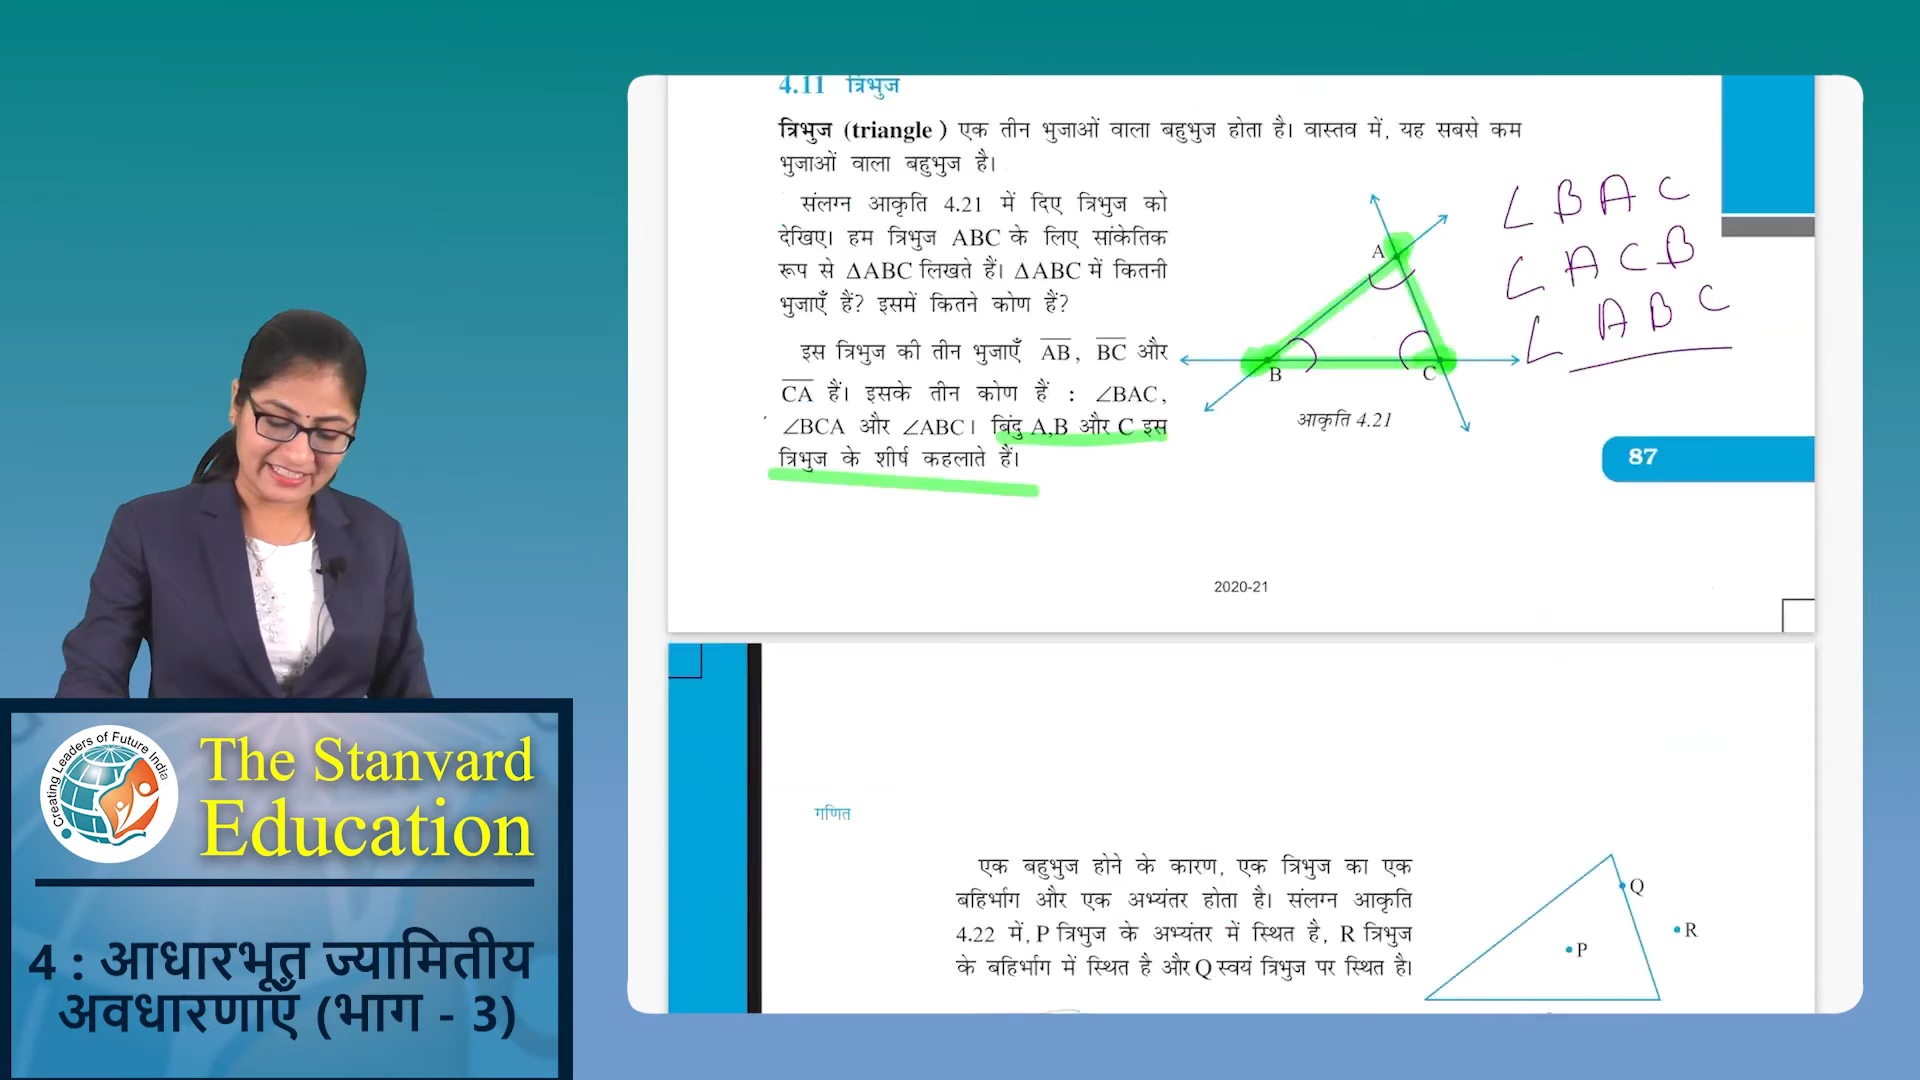 4.11 त्रिभुज
त्रिभुज (triangle ) एक तीन भुजाओं वाला बहुभुज होता है। वास्तव में, यह सबसे कम
भुजाओं वाला बहुभुज है।
संलग्न आकृति 4.21 में दिए त्रिभुज को
देखिए। हम त्रिभुज ABC के लिए सांकेतिक
रूप से ΔABC लिखते हैं। ΔABC में कितनी
भुजाएँ हैं? इसमें कितने कोण हैं?
इस त्रिभुज की तीन भुजाएँ A̅B̅, B̅C̅ और
C̅A̅ हैं। इसके तीन कोण हैं : ∠BAC,
∠BCA और ∠ABC। बिंदु A,B और C इस
त्रिभुज के शीर्ष कहलाते हैं।
A
B
C
आकृति 4.21
∠BAC
∠ACB
∠ABC
87
2020-21
गणित
एक बहुभुज होने के कारण, एक त्रिभुज का एक
बहिर्भाग और एक अभ्यंतर होता है। संलग्न आकृति
4.22 में, P त्रिभुज के अभ्यंतर में स्थित है, R त्रिभुज
के बहिर्भाग में स्थित है और Q स्वयं त्रिभुज पर स्थित है।
Q
R
P
Creating Leaders of Future India
The Stanvard
Education
4 : आधारभूत ज्यामितीय
अवधारणाएँ (भाग - 3)